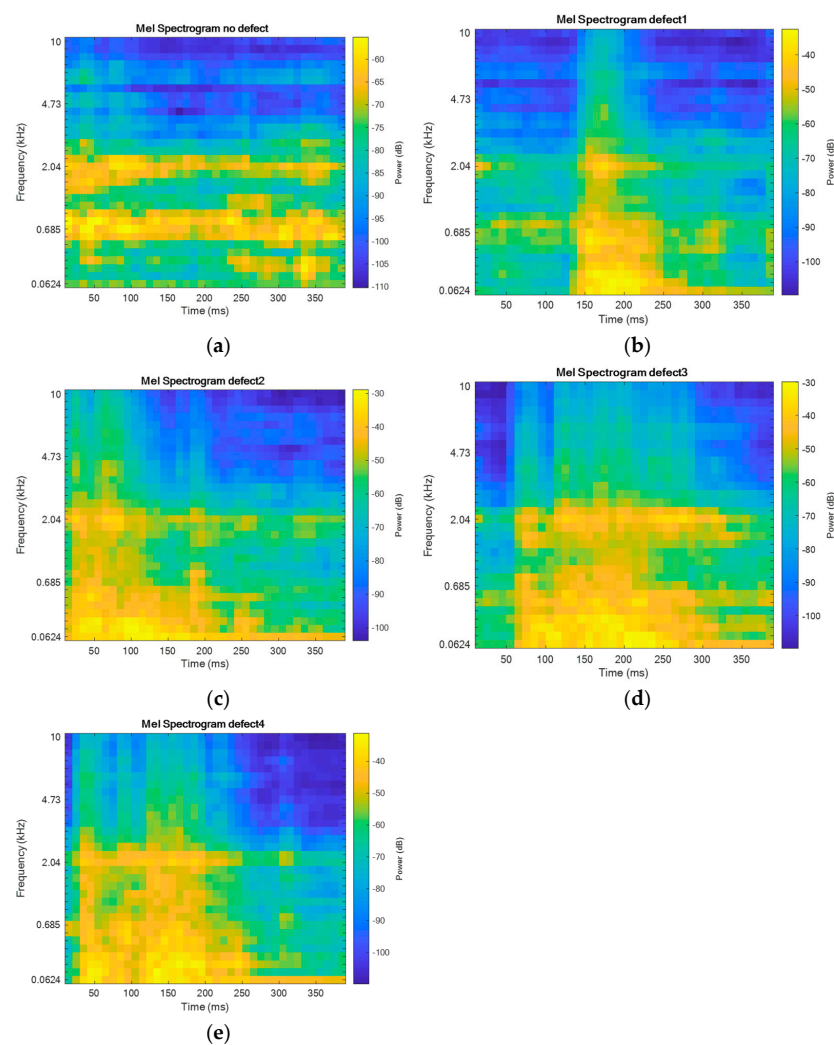 Mel Spectrogram no defect
10
4.73
2.04
0.685
0.0624
Frequency (kHz)
50 100 150 200 250 300 350
Time (ms)
-55
-60
-65
-70
-75
-80
-85
-90
-95
-100
-105
-110
Power (dB)
(a)
Mel Spectrogram defect1
10
4.73
2.04
0.685
0.0624
Frequency (kHz)
50 100 150 200 250 300 350
Time (ms)
-40
-50
-60
-70
-80
-90
-100
Power (dB)
(b)
Mel Spectrogram defect2
10
4.73
2.04
0.685
0.0624
Frequency (kHz)
50 100 150 200 250 300 350
Time (ms)
-30
-40
-50
-60
-70
-80
-90
-100
Power (dB)
(c)
Mel Spectrogram defect3
10
4.73
2.04
0.685
0.0624
Frequency (kHz)
50 100 150 200 250 300 350
Time (ms)
-30
-40
-50
-60
-70
-80
-90
-100
Power (dB)
(d)
Mel Spectrogram defect4
10
4.73
2.04
0.685
0.0624
Frequency (kHz)
50 100 150 200 250 300 350
Time (ms)
-40
-50
-60
-70
-80
-90
-100
Power (dB)
(e)